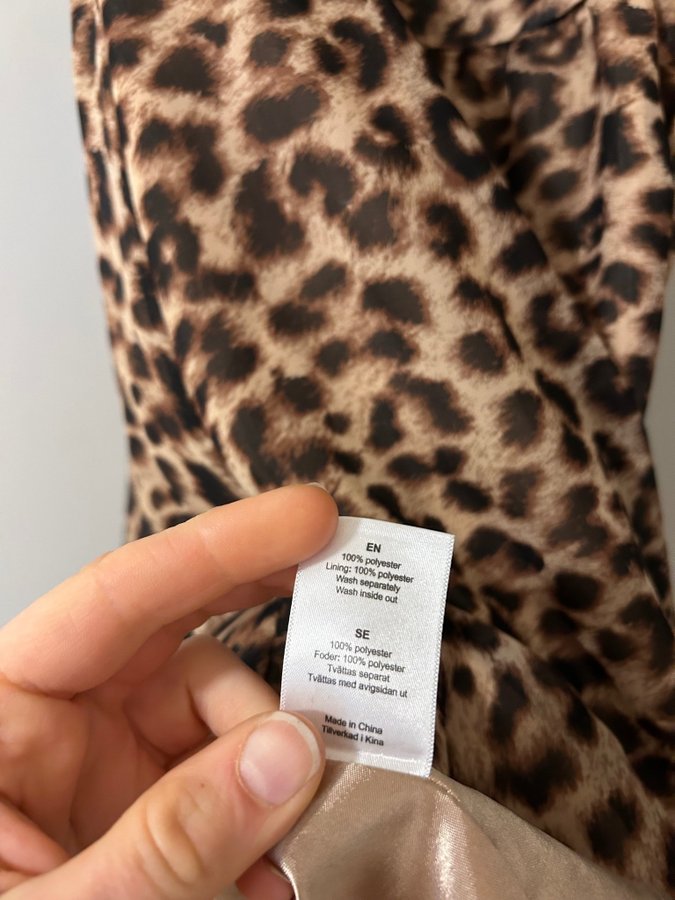 EN
100% polyester
Lining: 100% polyester
Wash separately
Wash inside out
SE
100% polyester
Foder: 100% polyester
Tvättas separat
Tvättas med avigsidan ut
Made in China
Tillverkad i Kina